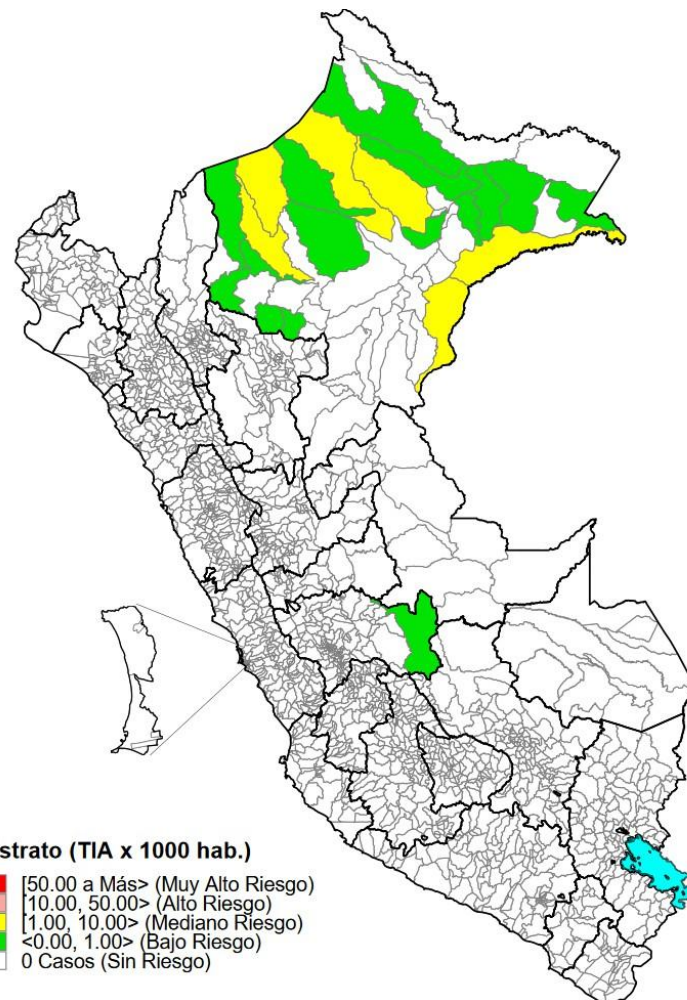 strato (TIA x 1000 hab.)
[50.00 a Más> (Muy Alto Riesgo)
[10.00, 50.00> (Alto Riesgo)
[1.00, 10.00> (Mediano Riesgo)
<0.00, 1.00> (Bajo Riesgo)
0 Casos (Sin Riesgo)